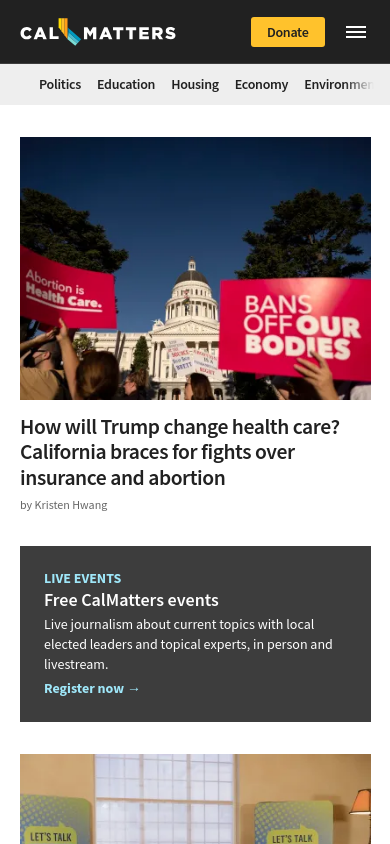 CAL MATTERS
Donate
Politics Education Housing Economy Environmen
Abortion is
Health Care.
BANS
OFF OUR
BODIES
How will Trump change health care?
California braces for fights over
insurance and abortion
by Kristen Hwang
LIVE EVENTS
Free CalMatters events
Live journalism about current topics with local
elected leaders and topical experts, in person and
livestream.
Register now →
LET'S TALK
LET'S TALK